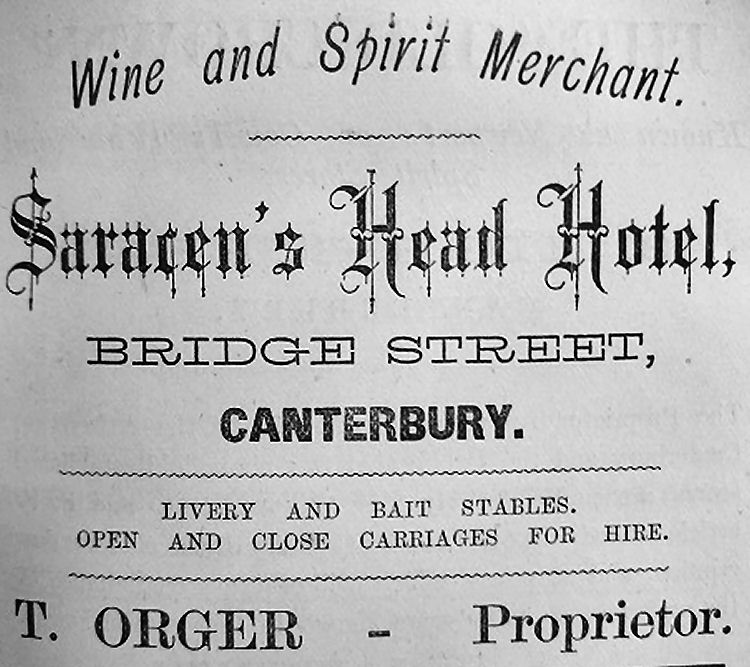 Wine and Spirit Merchant.
Saracen's Head Hotel,
BRIDGE STREET,
CANTERBURY.
LIVERY AND BAIT STABLES.
OPEN AND CLOSE CARRIAGES FOR HIRE.
T. ORGER - Proprietor.